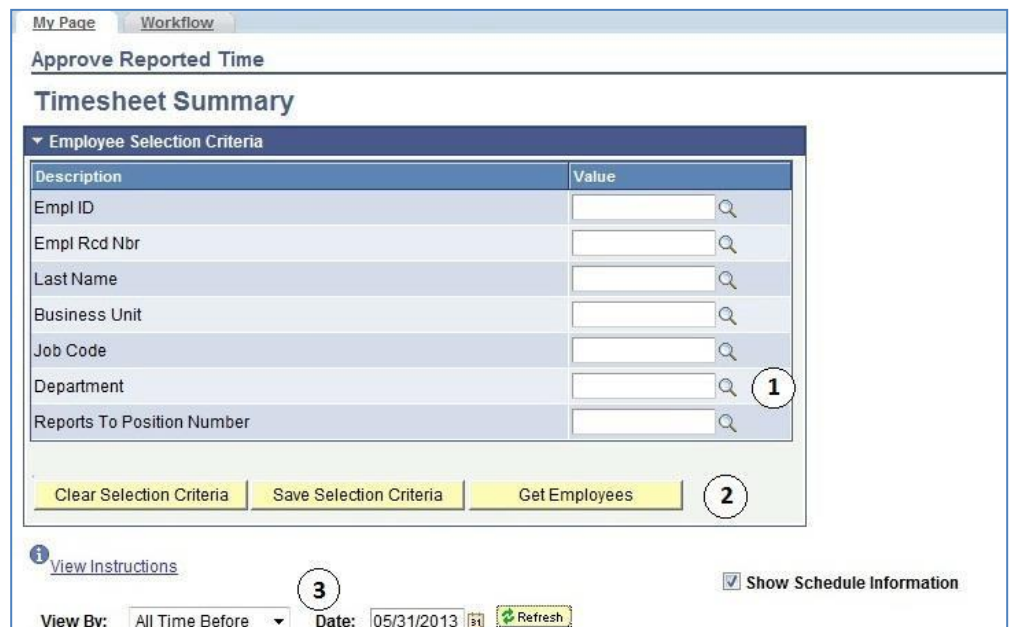 My Page Workflow
Approve Reported Time
Timesheet Summary
Employee Selection Criteria
Description Value
Empl ID
Empl Rcd Nbr
Last Name
Business Unit
Job Code
Department 1
Reports To Position Number
Clear Selection Criteria Save Selection Criteria Get Employees 2
View Instructions
3 Show Schedule Information
View By: All Time Before Date: 05/31/2013 31 Refresh